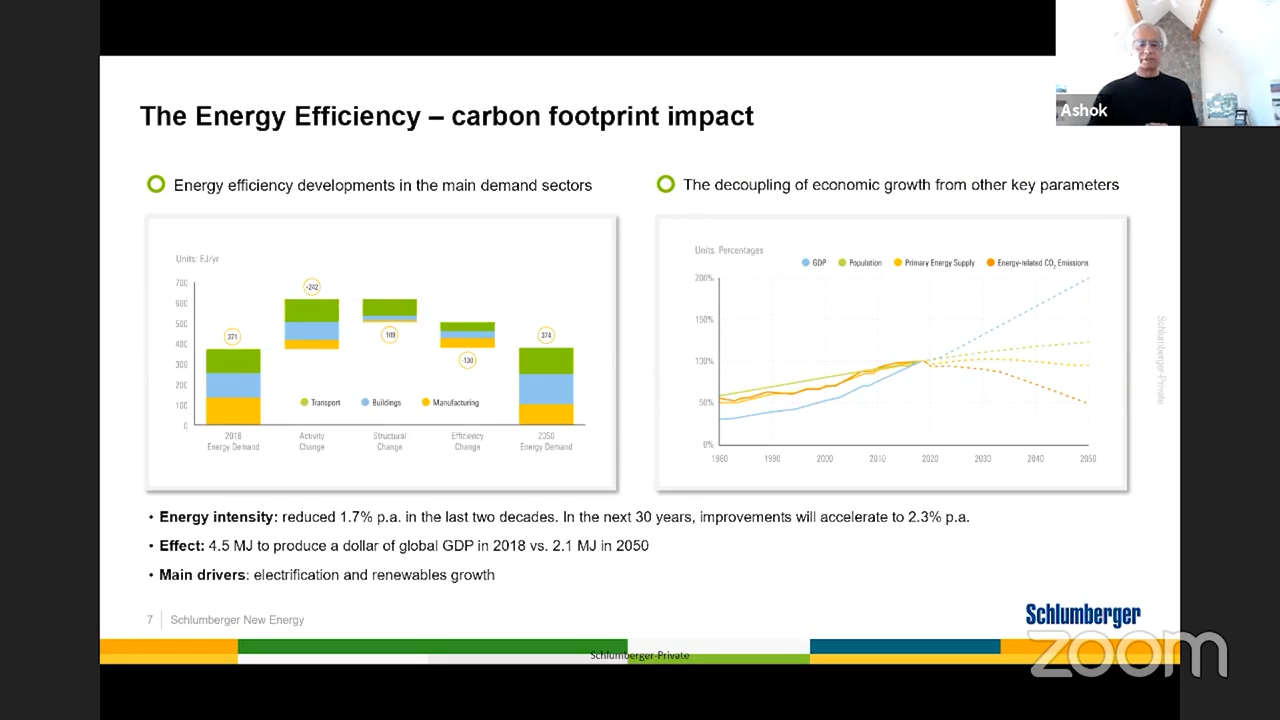 Ashok
The Energy Efficiency – carbon footprint impact
Energy efficiency developments in the main demand sectors
Units: EJ/yr
700
600
500
400
300
200
100
0
371
+242
109
-130
374
Transport
Buildings
Manufacturing
2018
Energy Demand
Activity
Change
Structural
Change
Efficiency
Change
2050
Energy Demand
The decoupling of economic growth from other key parameters
Units: Percentages
GDP
Population
Primary Energy Supply
Energy-related CO2 Emissions
200%
150%
100%
50%
0%
1980
1990
2000
2010
2020
2030
2040
2050
Schlumberger-Private
• Energy intensity: reduced 1.7% p.a. in the last two decades. In the next 30 years, improvements will accelerate to 2.3% p.a.
• Effect: 4.5 MJ to produce a dollar of global GDP in 2018 vs. 2.1 MJ in 2050
• Main drivers: electrification and renewables growth
7 Schlumberger New Energy
Schlumberger
Schlumberger-Private
zoom